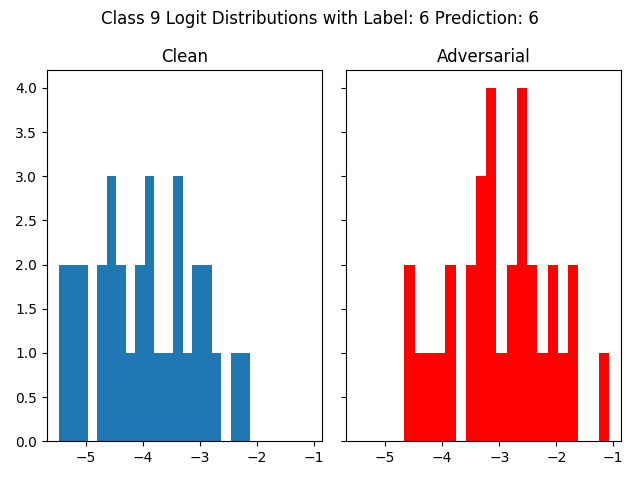 Class 9 Logit Distributions with Label: 6 Prediction: 6
Clean
Adversarial
4.0
3.5
3.0
2.5
2.0
1.5
1.0
0.5
0.0
−5 −4 −3 −2 −1
−5 −4 −3 −2 −1